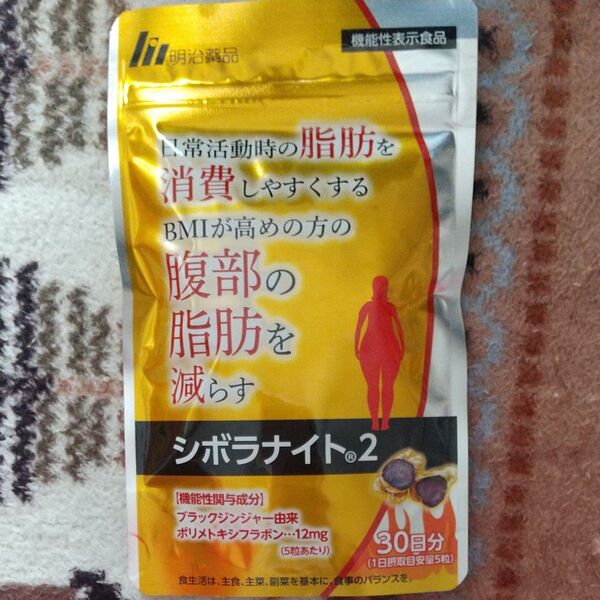 明治薬品
機能性表示食品
日常活動時の脂肪を
消費しやすくする
BMIが高めの方の
腹部の
脂肪を
減らす
シボラナイト®2
【機能性関与成分】
ブラックジンジャー由来
ポリメトキシフラボン…12mg
(5粒あたり)
30日分
(1日摂取目安量5粒)
食生活は、主食、主菜、副菜を基本に、食事のバランスを。